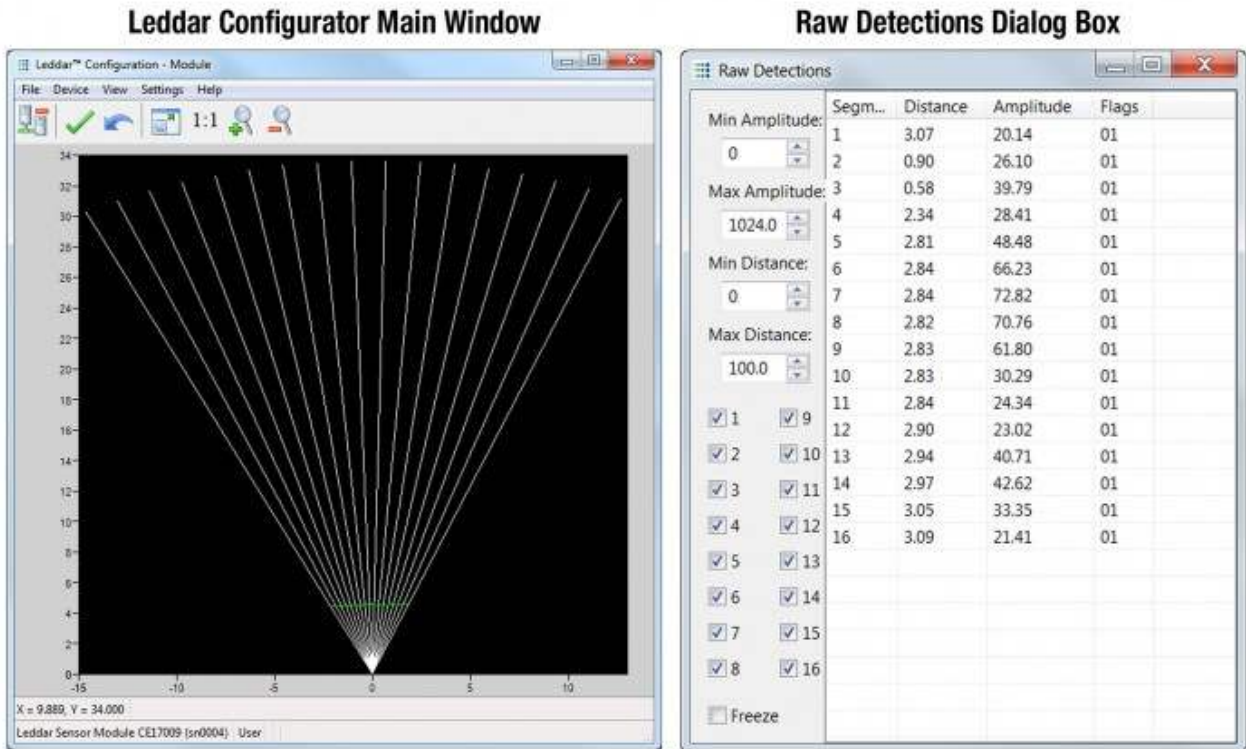 Leddar Configurator Main Window
Leddar™ Configuration - Module
File Device View Settings Help
1:1
34
32
30
28
26
24
22
20
18
16
14
12
10
8
6
4
2
0
-15 -10 -5 0 5 10
X = 9.889, Y = 34.000
Leddar Sensor Module CE17009 (sn0004) User
Raw Detections Dialog Box
Raw Detections
Min Amplitude:
0
Max Amplitude:
1024.0
Min Distance:
0
Max Distance:
100.0
1 9
2 10
3 11
4 12
5 13
6 14
7 15
8 16
Freeze
Segm... Distance Amplitude Flags
1 3.07 20.14 01
2 0.90 26.10 01
3 0.58 39.79 01
4 2.34 28.41 01
5 2.81 48.48 01
6 2.84 66.23 01
7 2.84 72.82 01
8 2.82 70.76 01
9 2.83 61.80 01
10 2.83 30.29 01
11 2.84 24.34 01
12 2.90 23.02 01
13 2.94 40.71 01
14 2.97 42.62 01
15 3.05 33.35 01
16 3.09 21.41 01